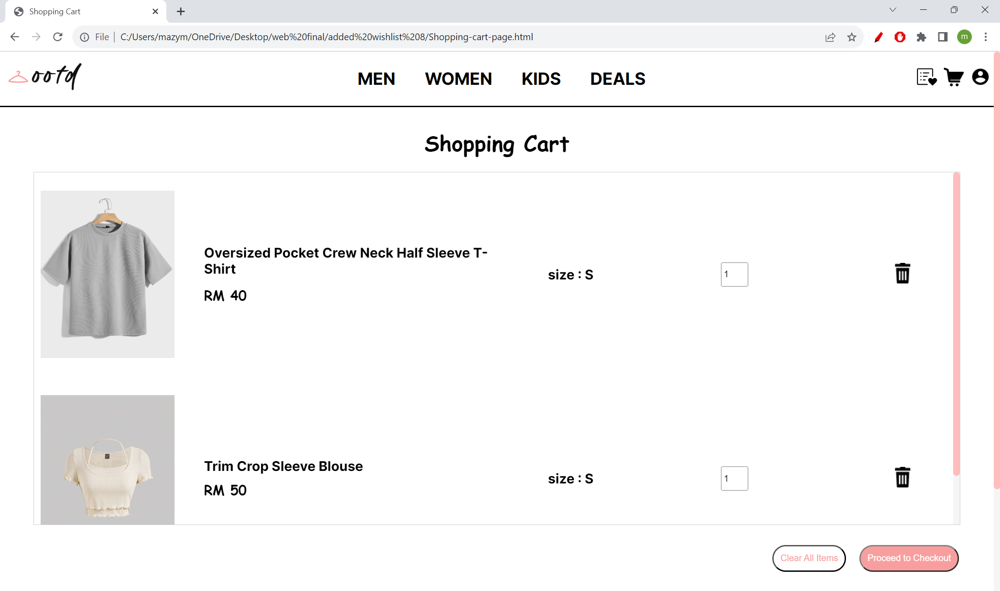 Shopping Cart
File
C:/Users/mazym/OneDrive/Desktop/web%20final/added%20wishlist%208/Shopping-cart-page.html
m
ootd
MEN
WOMEN
KIDS
DEALS
Shopping Cart
Oversized Pocket Crew Neck Half Sleeve T-
Shirt
RM 40
size : S
1
Trim Crop Sleeve Blouse
RM 50
size : S
1
Clear All Items
Proceed to Checkout